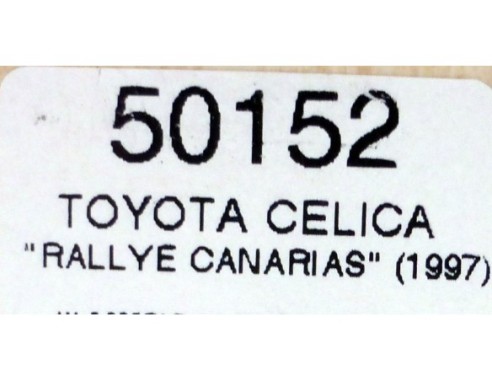 50152
TOYOTA CELICA
"RALLYE CANARIAS" (1997)